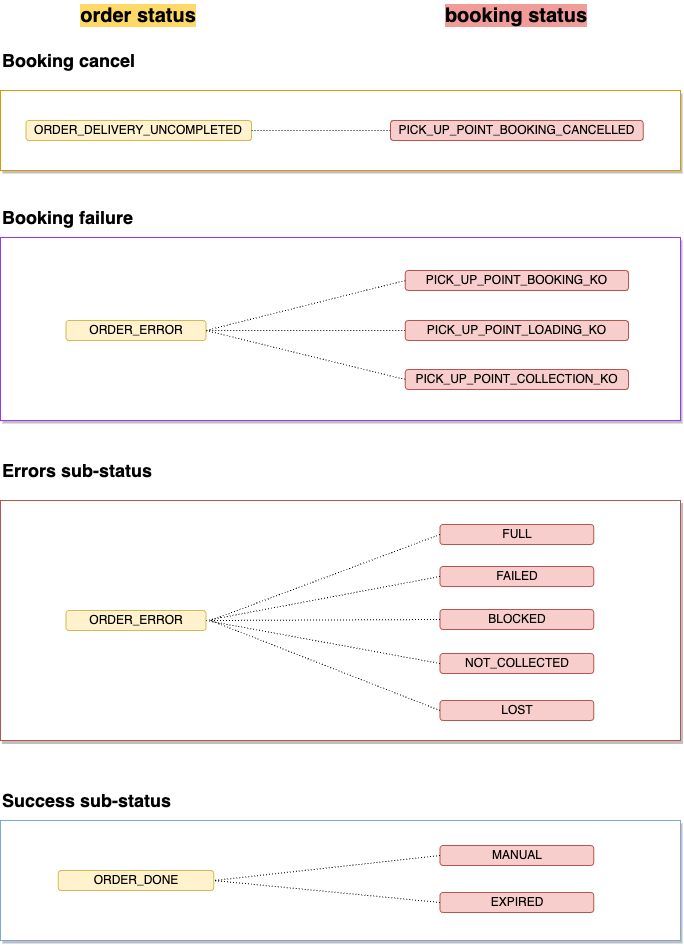 order status
booking status
Booking cancel
ORDER_DELIVERY_UNCOMPLETED
PICK_UP_POINT_BOOKING_CANCELLED
Booking failure
PICK_UP_POINT_BOOKING_KO
ORDER_ERROR
PICK_UP_POINT_LOADING_KO
PICK_UP_POINT_COLLECTION_KO
Errors sub-status
FULL
FAILED
ORDER_ERROR
BLOCKED
NOT_COLLECTED
LOST
Success sub-status
MANUAL
ORDER_DONE
EXPIRED